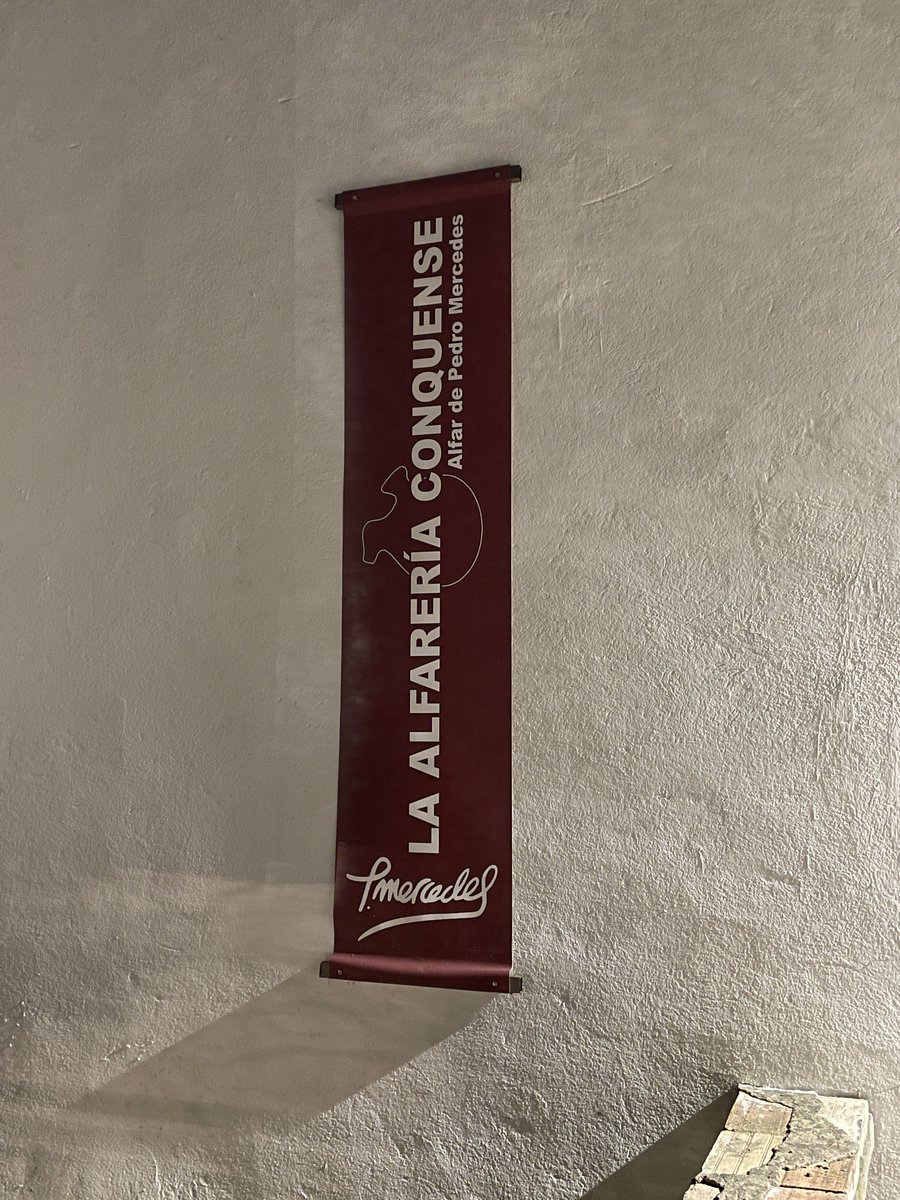 LA ALFARERÍA CONQUENSE
Alfar de Pedro Mercedes
P.mercedes